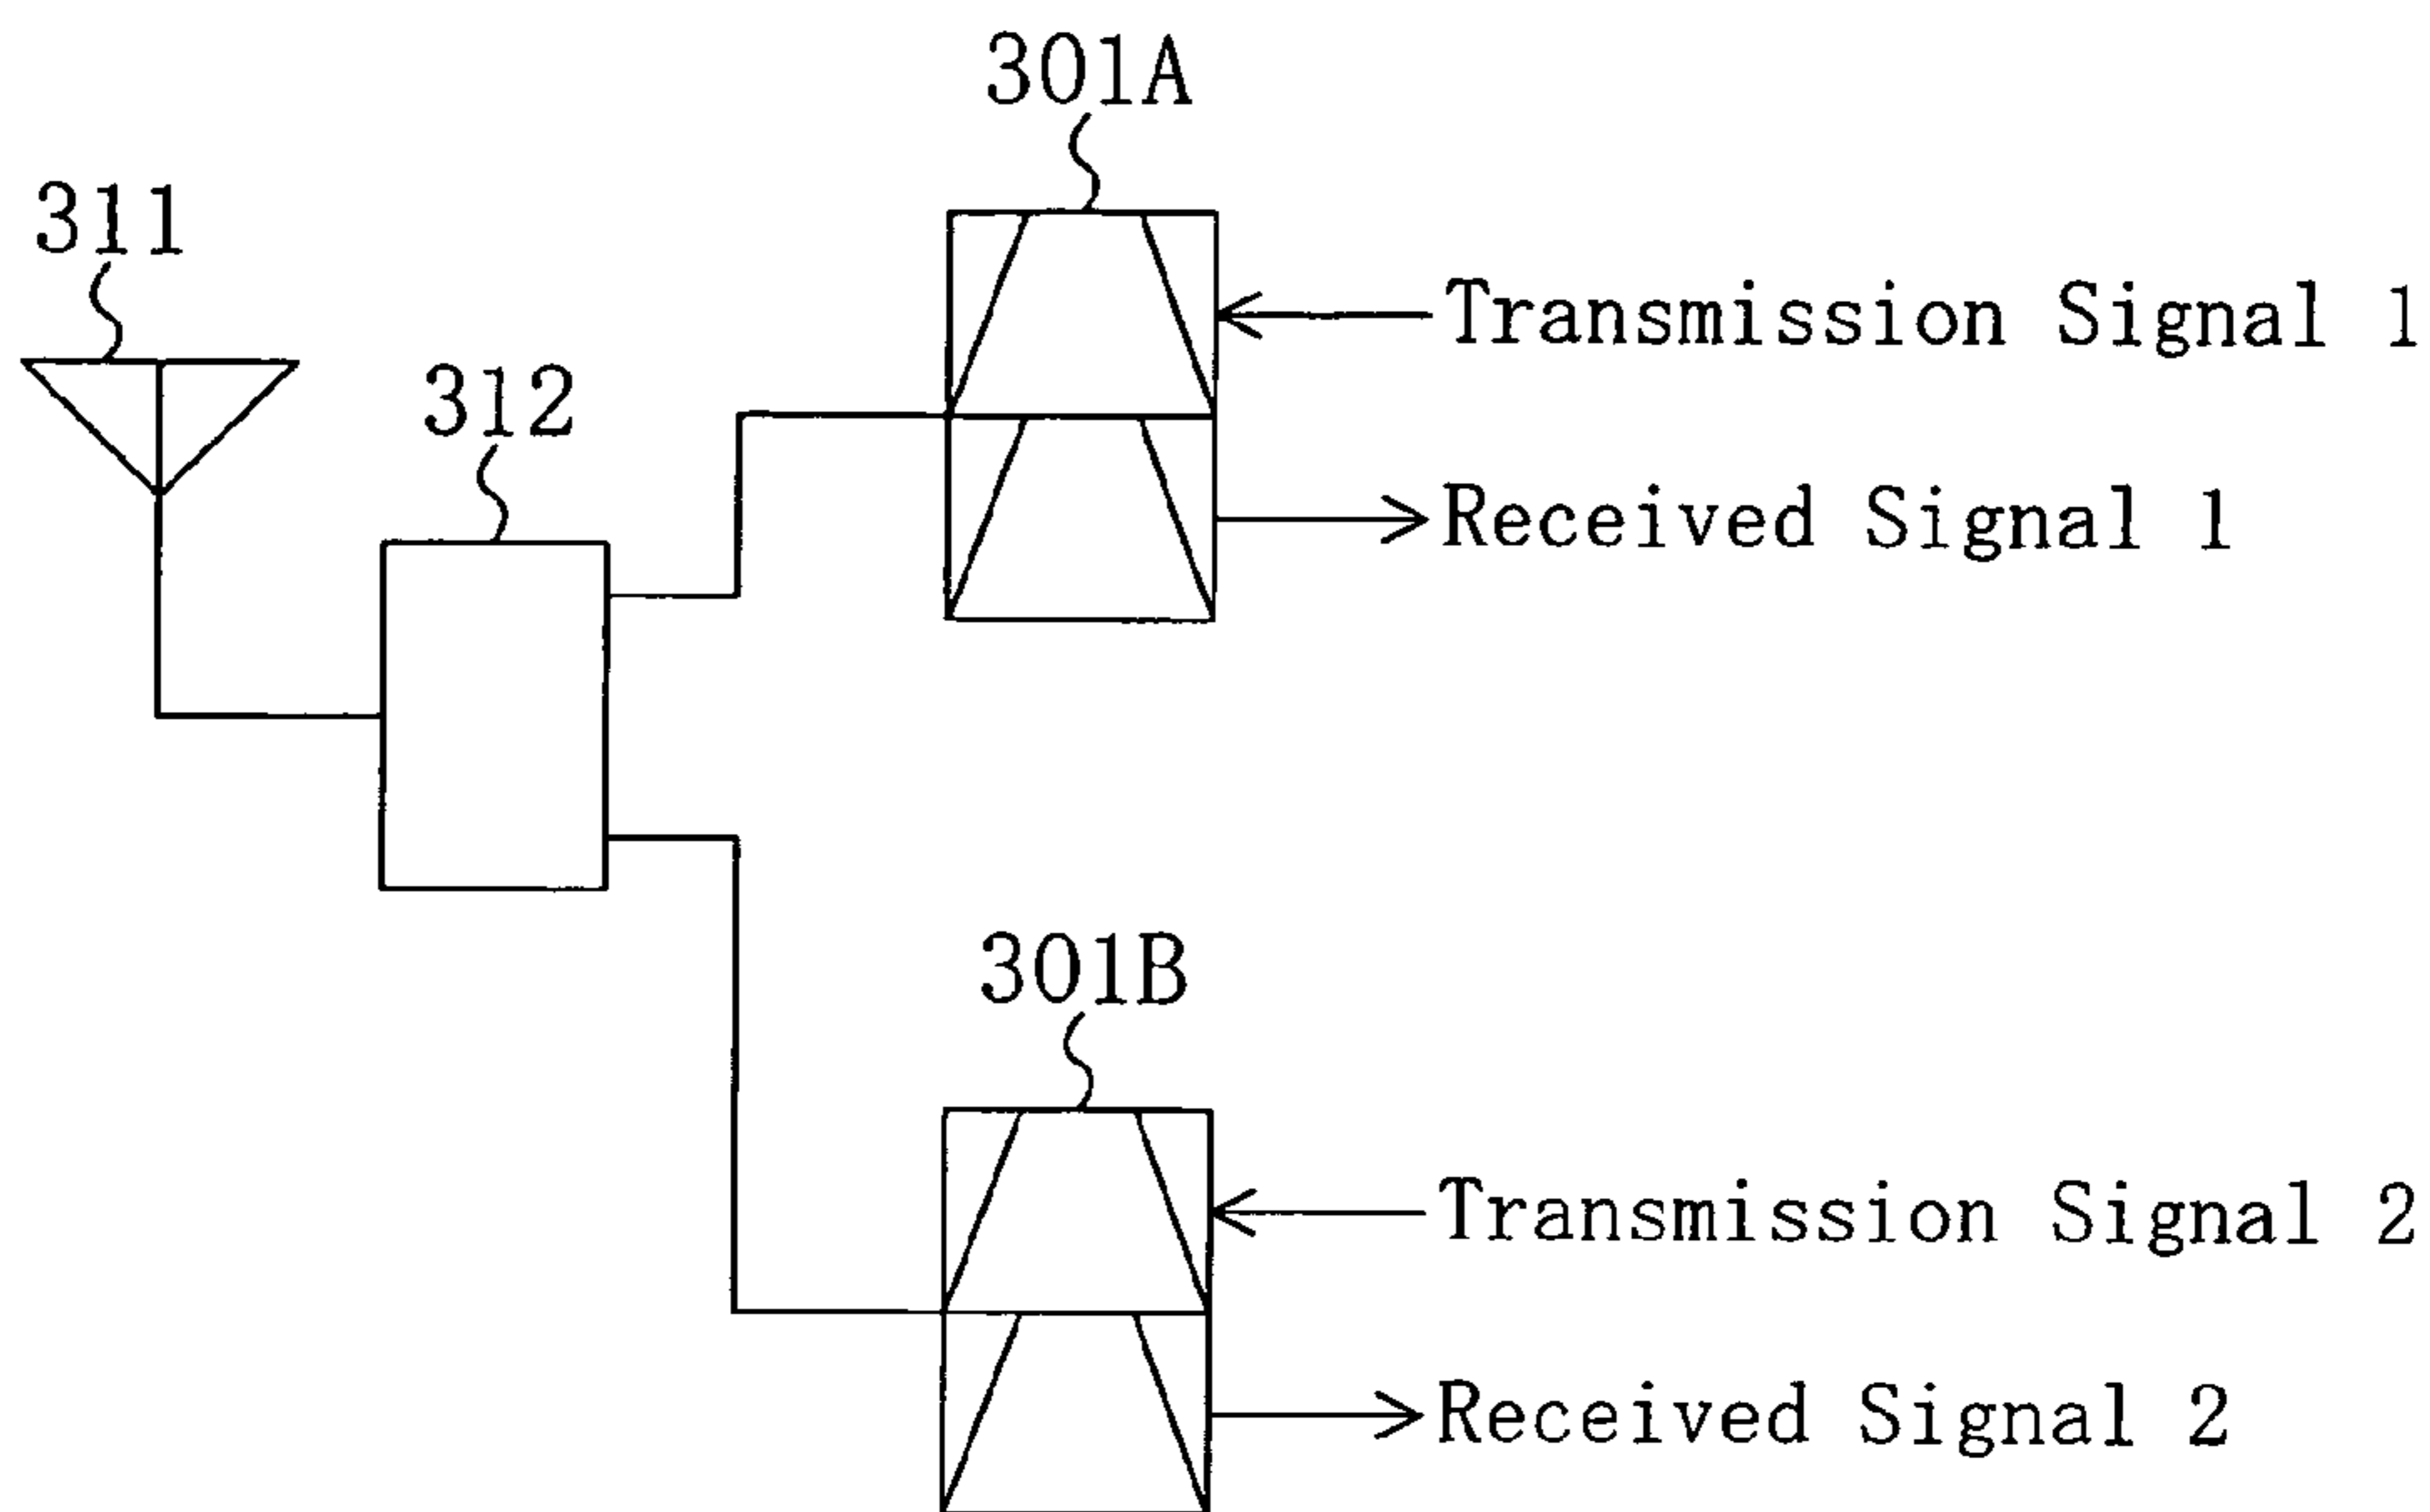 301A
311
Transmission Signal 1
312
Received Signal 1
301B
Transmission Signal 2
Received Signal 2